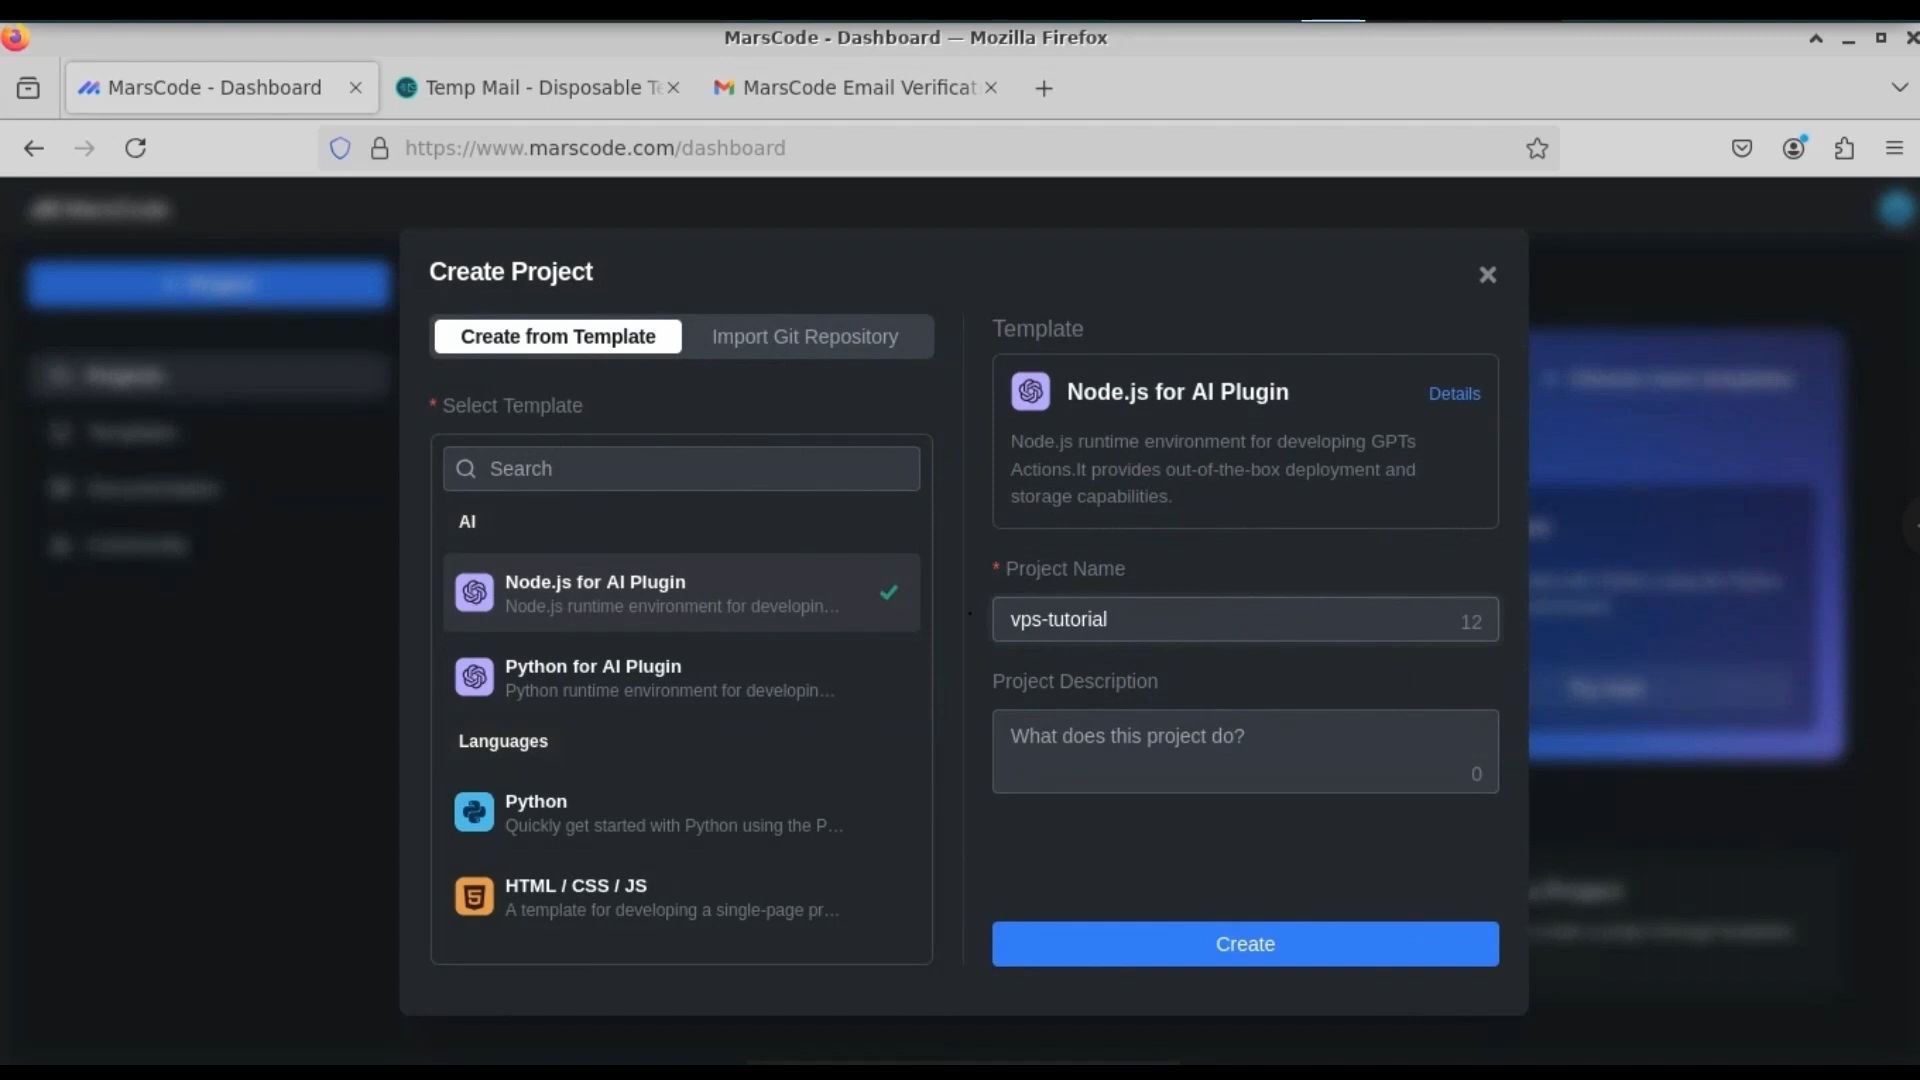 MarsCode - Dashboard — Mozilla Firefox
MarsCode - Dashboard
Temp Mail - Disposable Te
MarsCode Email Verificat
https://www.marscode.com/dashboard
Create Project
Create from Template
Import Git Repository
* Select Template
Search
AI
Node.js for AI Plugin
Node.js runtime environment for developin...
Python for AI Plugin
Python runtime environment for developin...
Languages
Python
Quickly get started with Python using the P...
HTML / CSS / JS
A template for developing a single-page pr...
Template
Node.js for AI Plugin
Details
Node.js runtime environment for developing GPTs
Actions.It provides out-of-the-box deployment and
storage capabilities.
* Project Name
vps-tutorial
12
Project Description
What does this project do?
0
Create